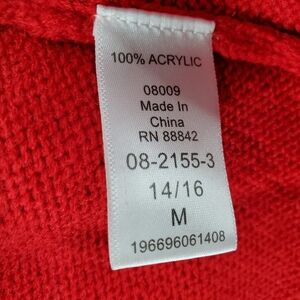 100% ACRYLIC
08009
Made In
China
RN 88842
08-2155-3
14/16
M
196696061408